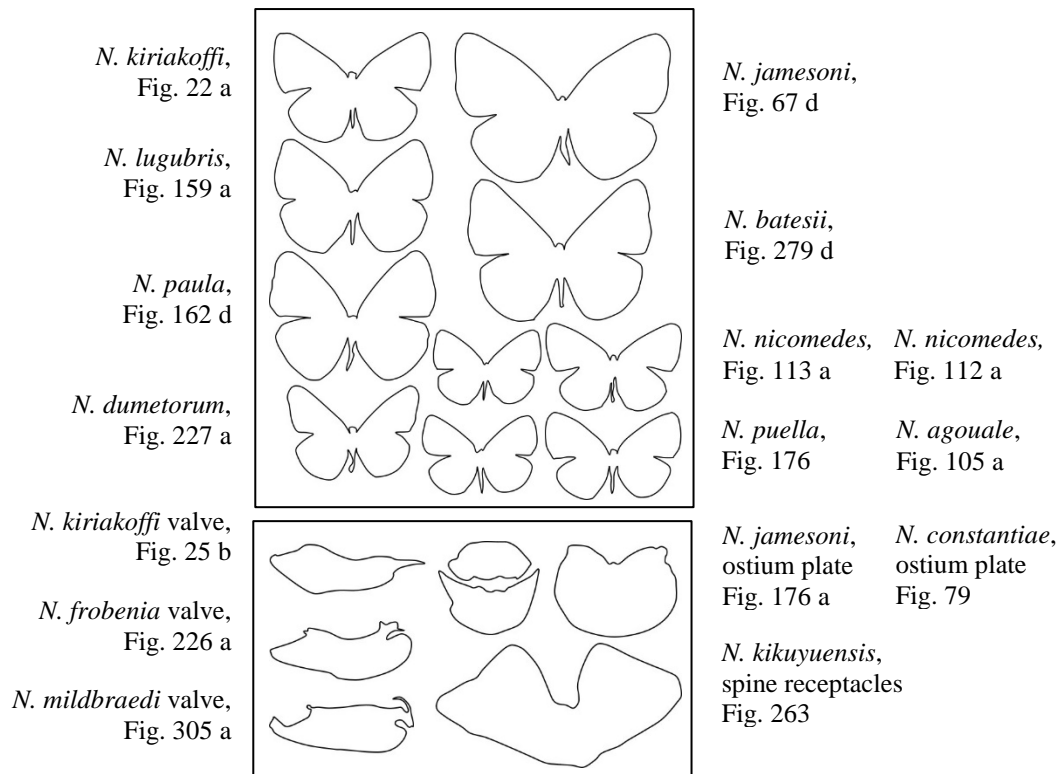 N. kiriakoffi,
Fig. 22 a
N. lugubris,
Fig. 159 a
N. paula,
Fig. 162 d
N. dumetorum,
Fig. 227 a
N. kiriakoffi valve,
Fig. 25 b
N. frobenia valve,
Fig. 226 a
N. mildbraedi valve,
Fig. 305 a
N. jamesoni,
Fig. 67 d
N. batesii,
Fig. 279 d
N. nicomedes, N. nicomedes,
Fig. 113 a Fig. 112 a
N. puella, N. agouale,
Fig. 176 Fig. 105 a
N. jamesoni, N. constantiae,
ostium plate ostium plate
Fig. 176 a Fig. 79
N. kikuyuensis,
spine receptacles
Fig. 263